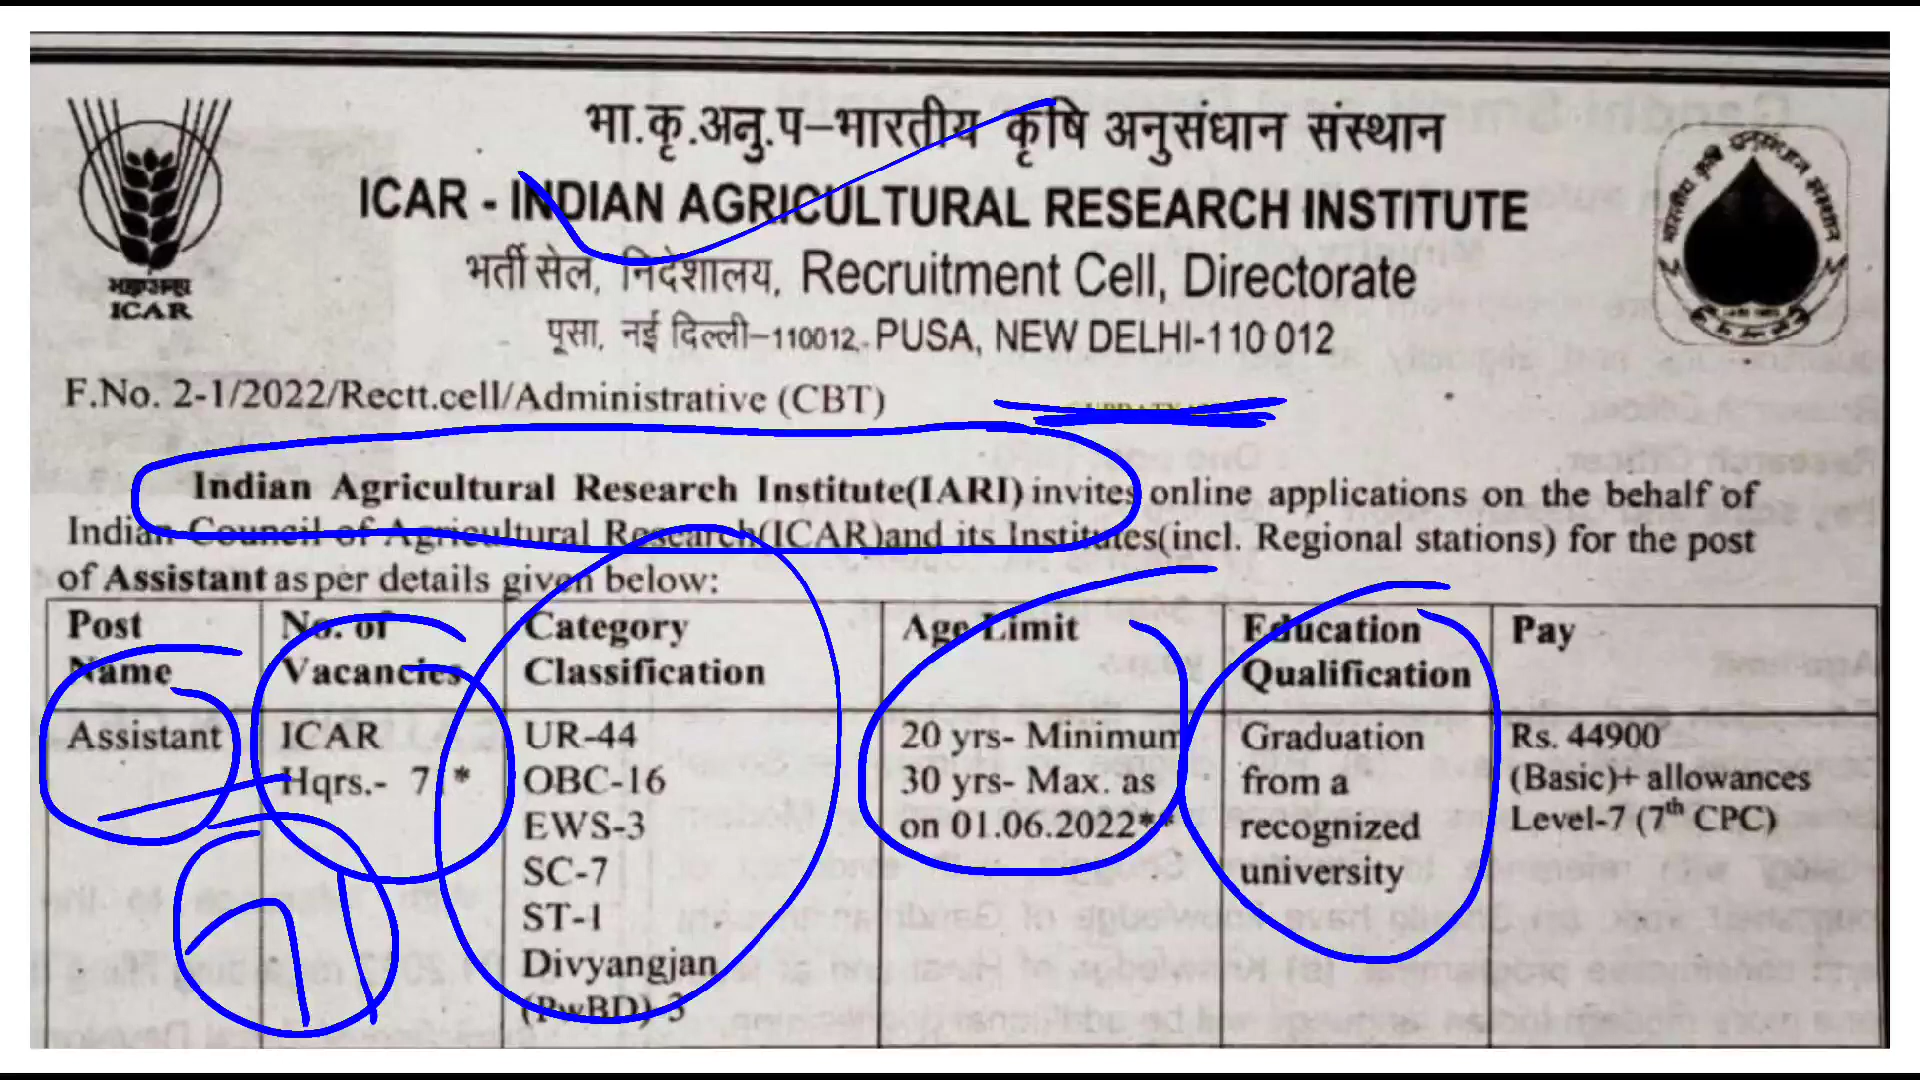 भा.कृ.अनु.प–भारतीय कृषि अनुसंधान संस्थान
ICAR - INDIAN AGRICULTURAL RESEARCH INSTITUTE
भर्ती सेल, निदेशालय, Recruitment Cell, Directorate
पूसा, नई दिल्ली–110012, PUSA, NEW DELHI-110 012
भाकृअनुप
ICAR
F.No. 2-1/2022/Rectt.cell/Administrative (CBT)
Indian Agricultural Research Institute(IARI) invites online applications on the behalf of
Indian Council of Agricultural Research(ICAR)and its Institutes(incl. Regional stations) for the post
of Assistant as per details given below:
Post Name
No. of Vacancies
Category Classification
Age Limit
Education Qualification
Pay
Assistant
ICAR
Hqrs.- 71*
UR-44
OBC-16
EWS-3
SC-7
ST-1
Divyangjan
(PwBD)-3
20 yrs- Minimum
30 yrs- Max. as
on 01.06.2022**
Graduation
from a
recognized
university
Rs. 44900
(Basic)+ allowances
Level-7 (7th CPC)
71